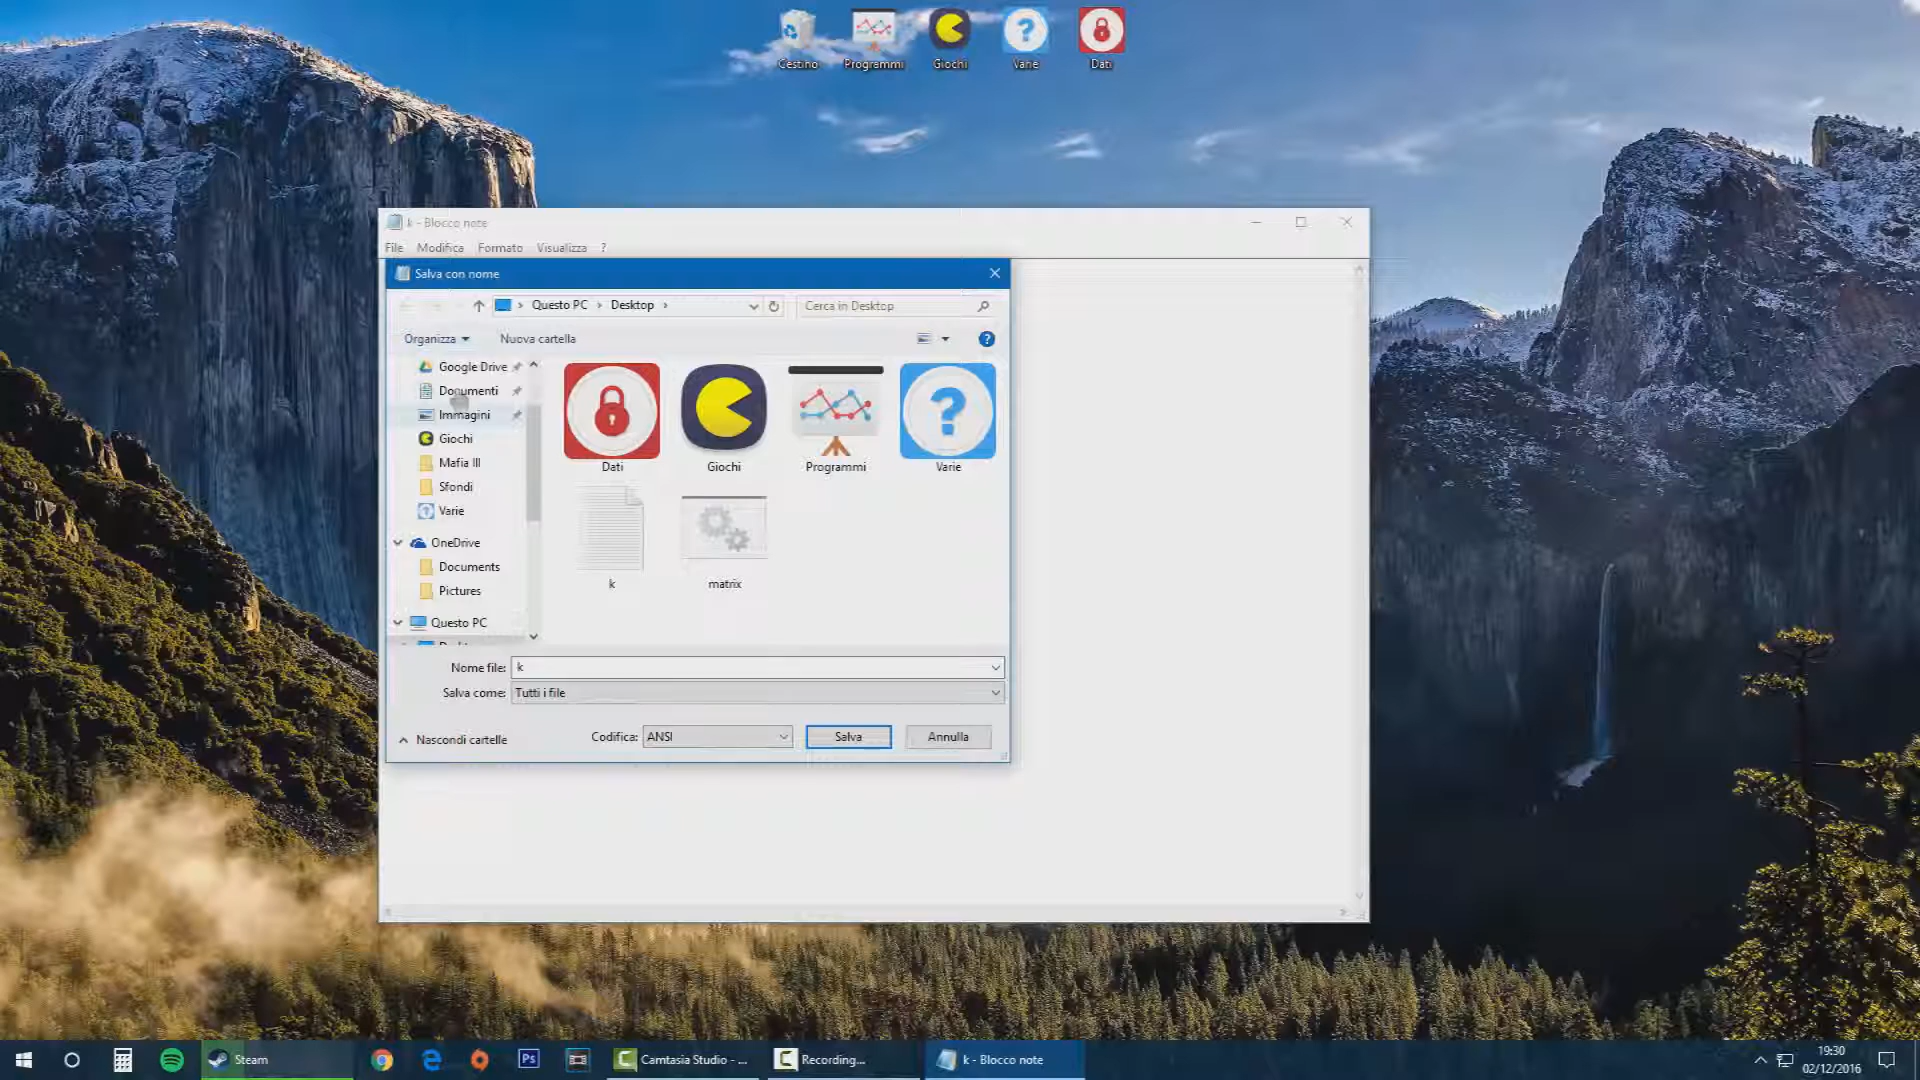 Cestino
Programmi
Giochi
Varie
Dati
k - Blocco note
File Modifica Formato Visualizza ?
Salva con nome
Questo PC > Desktop >
Cerca in Desktop
Organizza
Nuova cartella
?
Google Drive
Documenti
Immagini
Giochi
Mafia III
Sfondi
Varie
OneDrive
Documents
Pictures
Questo PC
Dati
Giochi
Programmi
Varie
k
matrix
Nome file: k
Salva come: Tutti i file
Nascondi cartelle
Codifica: ANSI
Salva
Annulla
Steam
Ps
Camtasia Studio - ...
Recording...
k - Blocco note
19:30
02/12/2016